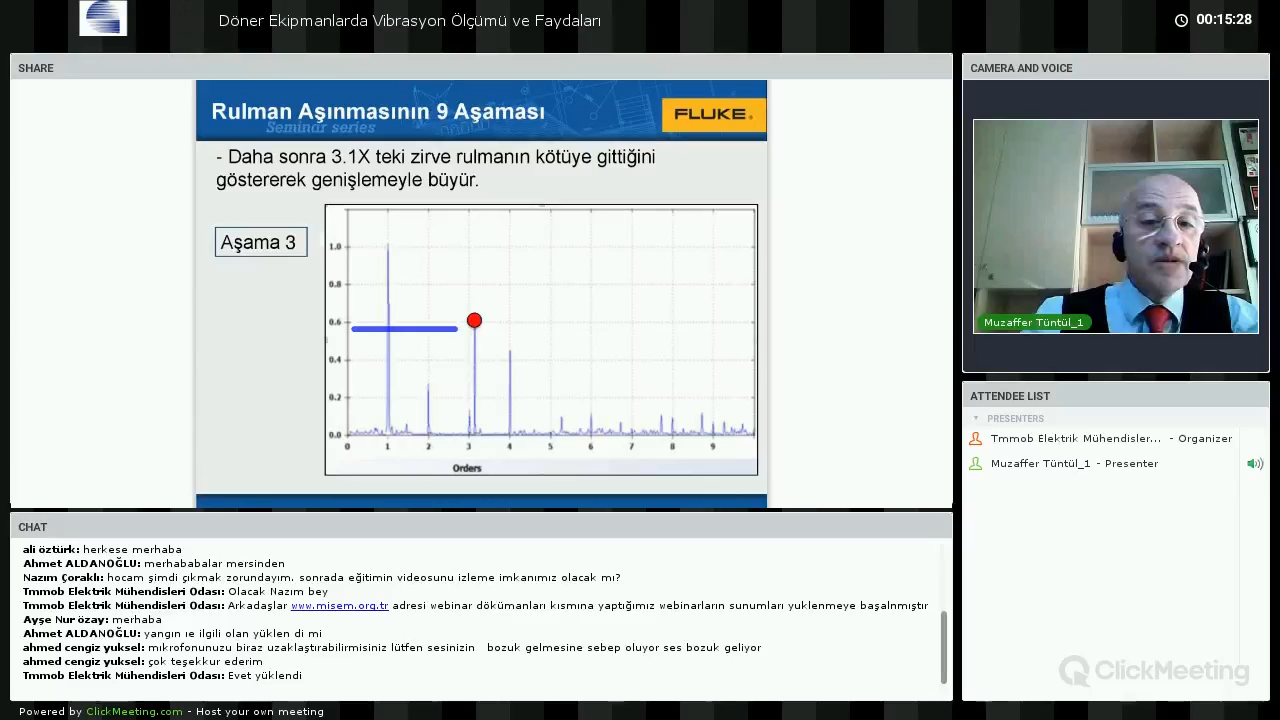 Döner Ekipmanlarda Vibrasyon Ölçümü ve Faydaları
00:15:28
SHARE
Rulman Aşınmasının 9 Aşaması
Seminar series
FLUKE®
- Daha sonra 3.1X teki zirve rulmanın kötüye gittiğini
göstererek genişlemeyle büyür.
Aşama 3
1.0
0.8
0.6
0.4
0.2
0.0
0 1 2 3 4 5 6 7 8 9
Orders
CAMERA AND VOICE
Muzaffer Tüntül_1
ATTENDEE LIST
PRESENTERS
Tmmob Elektrik Mühendisler... - Organizer
Muzaffer Tüntül_1 - Presenter
CHAT
ali öztürk: herkese merhaba
Ahmet ALDANOĞLU: merhababalar mersinden
Nazım Çoraklı: hocam şimdi çıkmak zorundayım. sonrada eğitimin videosunu izleme imkanımız olacak mı?
Tmmob Elektrik Mühendisleri Odası: Olacak Nazım bey
Tmmob Elektrik Mühendisleri Odası: Arkadaşlar www.misem.org.tr adresi webinar dökümanları kısmına yaptığımız webinarların sunumları yuklenmeye başalnmıştır
Ayşe Nur özay: merhaba
Ahmet ALDANOĞLU: yangın ıe ilgili olan yüklen di mi
ahmed cengiz yuksel: mıkrofonunuzu biraz uzaklaştırabilirmisiniz lütfen sesinizin bozuk gelmesine sebep oluyor ses bozuk geliyor
ahmed cengiz yuksel: çok teşekkur ederim
Tmmob Elektrik Mühendisleri Odası: Evet yüklendi
ClickMeeting
Powered by ClickMeeting.com - Host your own meeting